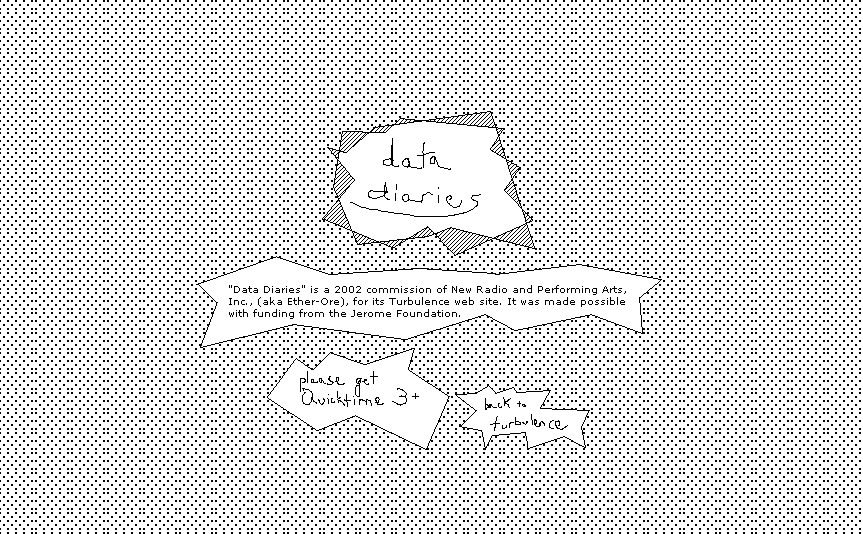 data
diaries
"Data Diaries" is a 2002 commission of New Radio and Performing Arts,
Inc., (aka Ether-Ore), for its Turbulence web site. It was made possible
with funding from the Jerome Foundation.
please get
Quicktime 3+
back to
turbulence